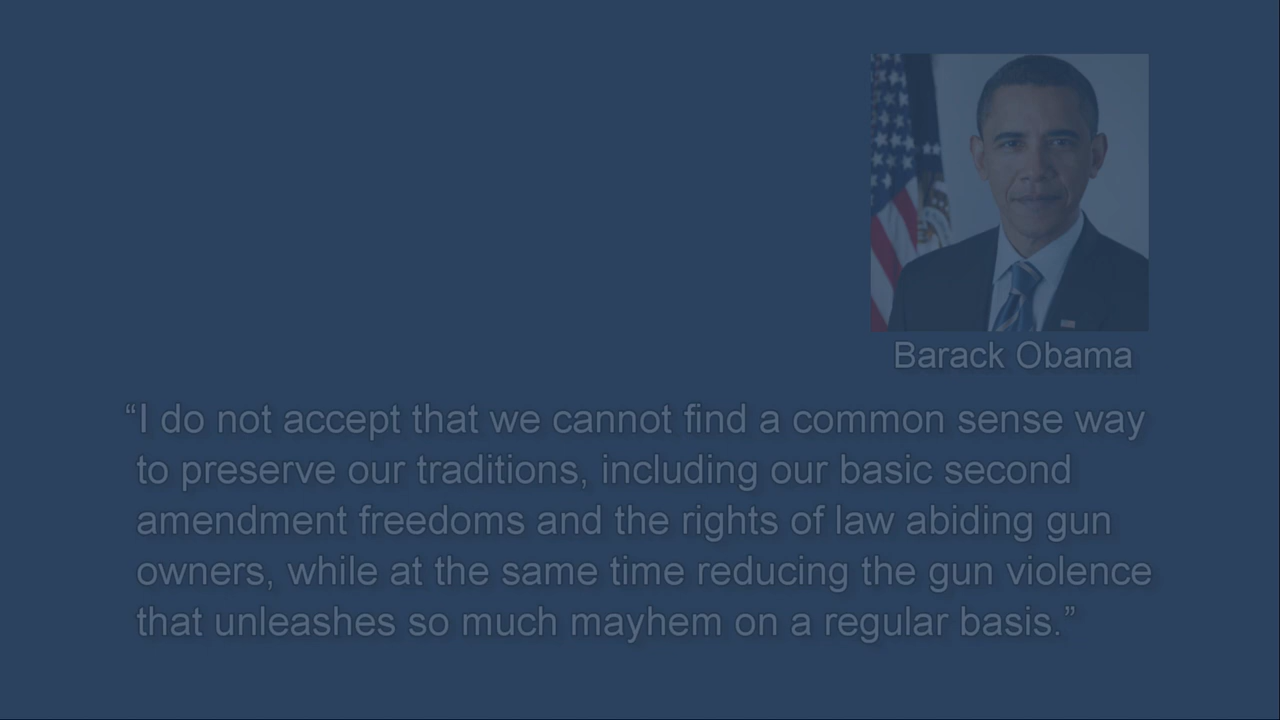 Barack Obama
“I do not accept that we cannot find a common sense way
to preserve our traditions, including our basic second
amendment freedoms and the rights of law abiding gun
owners, while at the same time reducing the gun violence
that unleashes so much mayhem on a regular basis.”